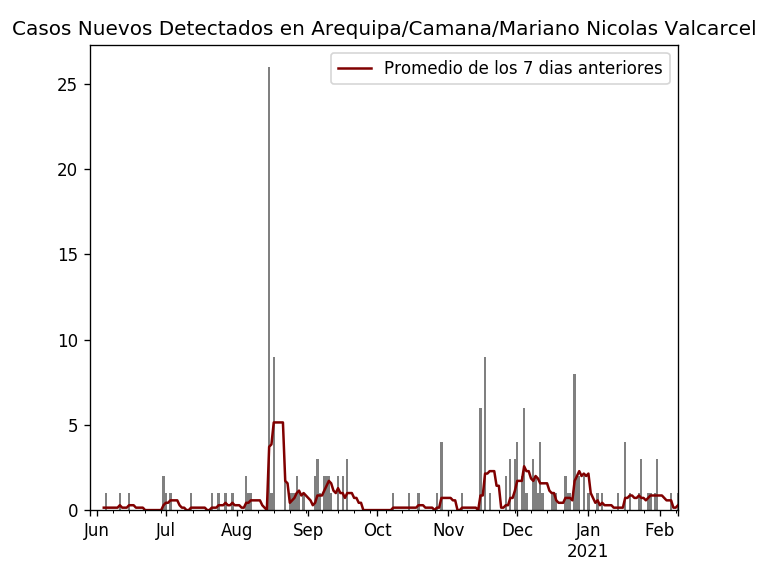 Casos Nuevos Detectados en Arequipa/Camana/Mariano Nicolas Valcarcel
Promedio de los 7 dias anteriores
25
20
15
10
5
0
Jun Jul Aug Sep Oct Nov Dec Jan Feb
2021